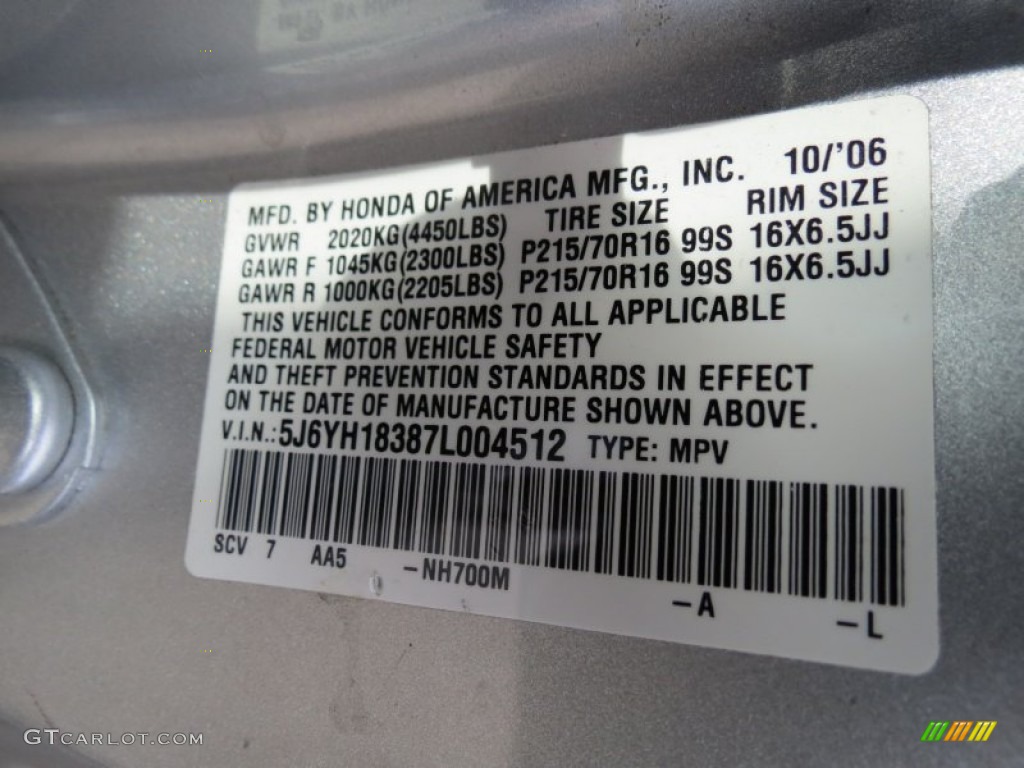 MFD. BY HONDA OF AMERICA MFG., INC. 10/'06
GVWR 2020KG(4450LBS) TIRE SIZE RIM SIZE
GAWR F 1045KG(2300LBS) P215/70R16 99S 16X6.5JJ
GAWR R 1000KG(2205LBS) P215/70R16 99S 16X6.5JJ
THIS VEHICLE CONFORMS TO ALL APPLICABLE
FEDERAL MOTOR VEHICLE SAFETY
AND THEFT PREVENTION STANDARDS IN EFFECT
ON THE DATE OF MANUFACTURE SHOWN ABOVE.
V.I.N.: 5J6YH18387L004512 TYPE: MPV
SCV 7 AA5 -NH700M -A -L
GTCARLOT.COM